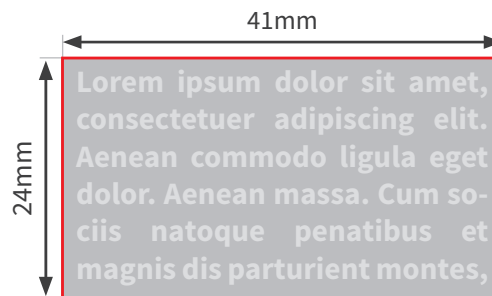 41mm
24mm
Lorem ipsum dolor sit amet,
consectetuer adipiscing elit.
Aenean commodo ligula eget
dolor. Aenean massa. Cum so-
ciis natoque penatibus et
magnis dis parturient montes,